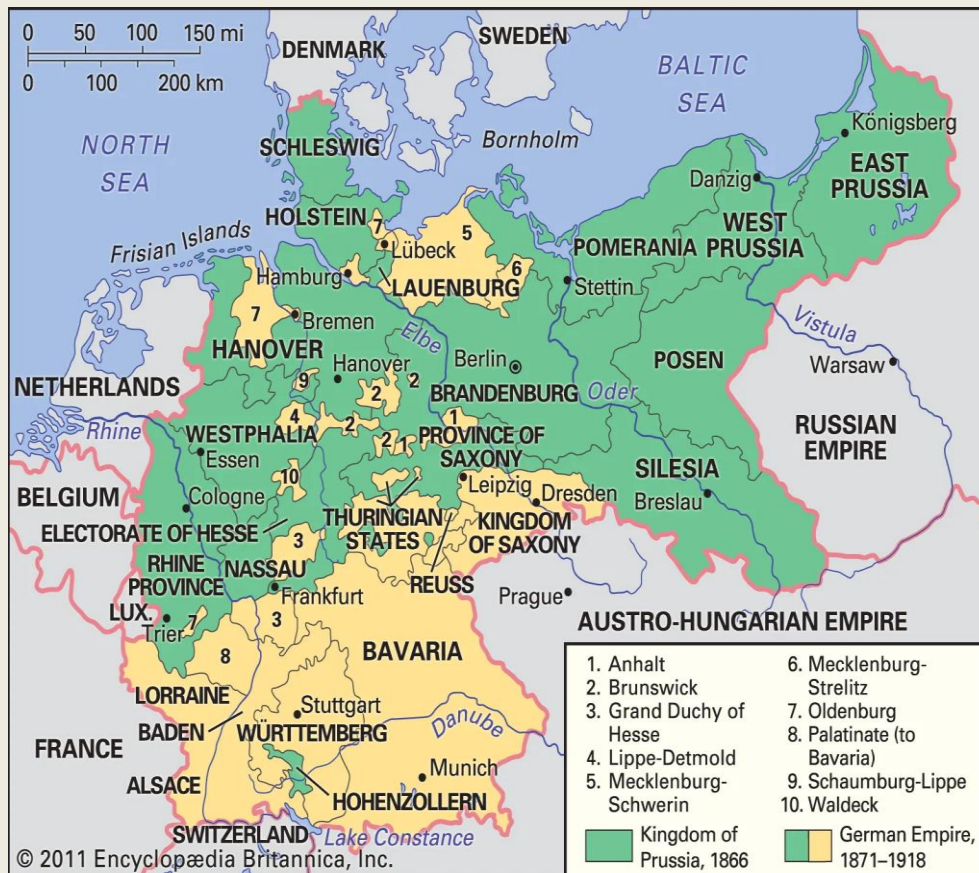 0 50 100 150 mi
0 100 200 km
DENMARK
SWEDEN
BALTIC
SEA
NORTH
SEA
Bornholm
Königsberg
EAST
PRUSSIA
SCHLESWIG
Danzig
WEST
PRUSSIA
HOLSTEIN
7
5
POMERANIA
Frisian Islands
Lübeck
6
Hamburg
LAUENBURG
Stettin
7
Bremen
Elbe
Vistula
HANOVER
Hanover
Berlin
POSEN
Warsaw
NETHERLANDS
9
2
2
BRANDENBURG
Oder
RUSSIAN
EMPIRE
Rhine
4
2
1
WESTPHALIA
2
1
PROVINCE OF
SAXONY
Essen
SILESIA
BELGIUM
10
Leipzig
Breslau
Cologne
Dresden
ELECTORATE OF HESSE
THURINGIAN
STATES
KINGDOM
OF SAXONY
3
RHINE
PROVINCE
NASSAU
REUSS
Frankfurt
Prague
LUX.
Trier
7
3
AUSTRO-HUNGARIAN EMPIRE
8
BAVARIA
LORRAINE
Stuttgart
BADEN
WÜRTTEMBERG
Danube
FRANCE
ALSACE
Munich
HOHENZOLLERN
SWITZERLAND
Lake Constance
1. Anhalt
2. Brunswick
3. Grand Duchy of
Hesse
4. Lippe-Detmold
5. Mecklenburg-
Schwerin
6. Mecklenburg-
Strelitz
7. Oldenburg
8. Palatinate (to
Bavaria)
9. Schaumburg-Lippe
10. Waldeck
Kingdom of
Prussia, 1866
German Empire,
1871–1918
© 2011 Encyclopædia Britannica, Inc.